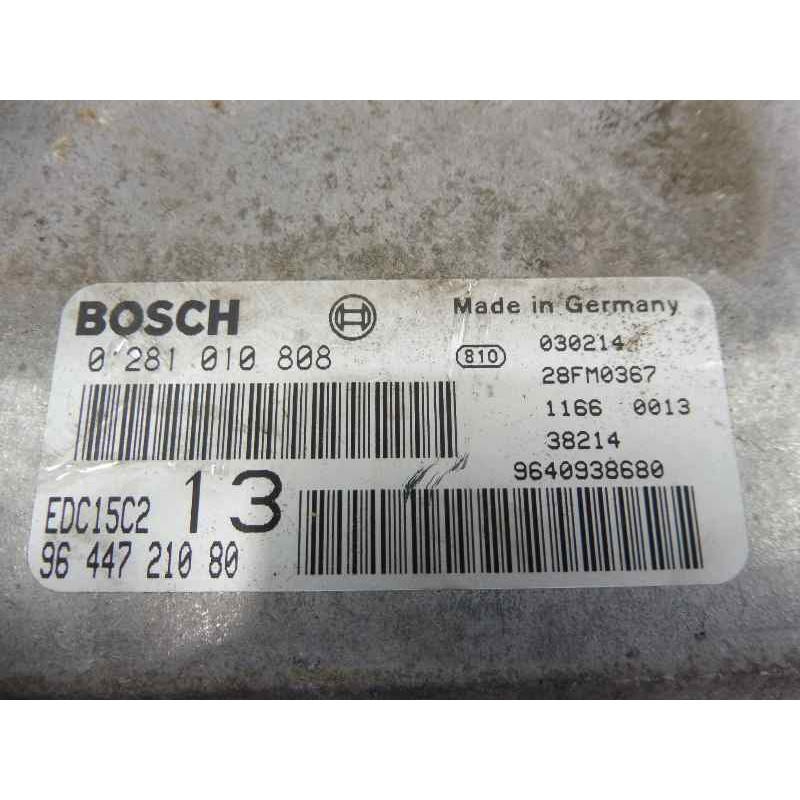 BOSCH
Made in Germany
0 281 010 808
810
030214
28FM0367
1166 0013
38214
9640938680
EDC15C2
13
96 447 210 80